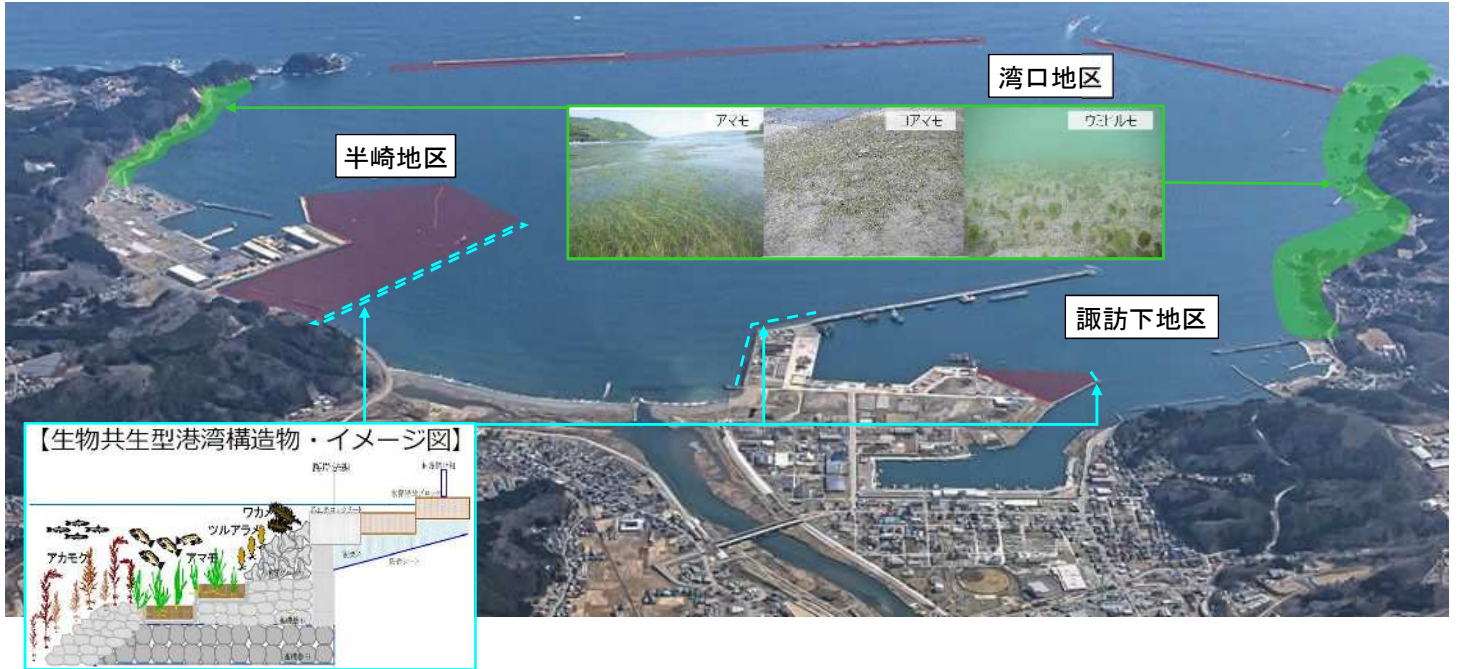 湾口地区
アマモ
コアマモ
ウミヒルモ
半崎地区
諏訪下地区
【生物共生型港湾構造物・イメージ図】
ワカメ
ツルアラメ
アカモク
アマモ